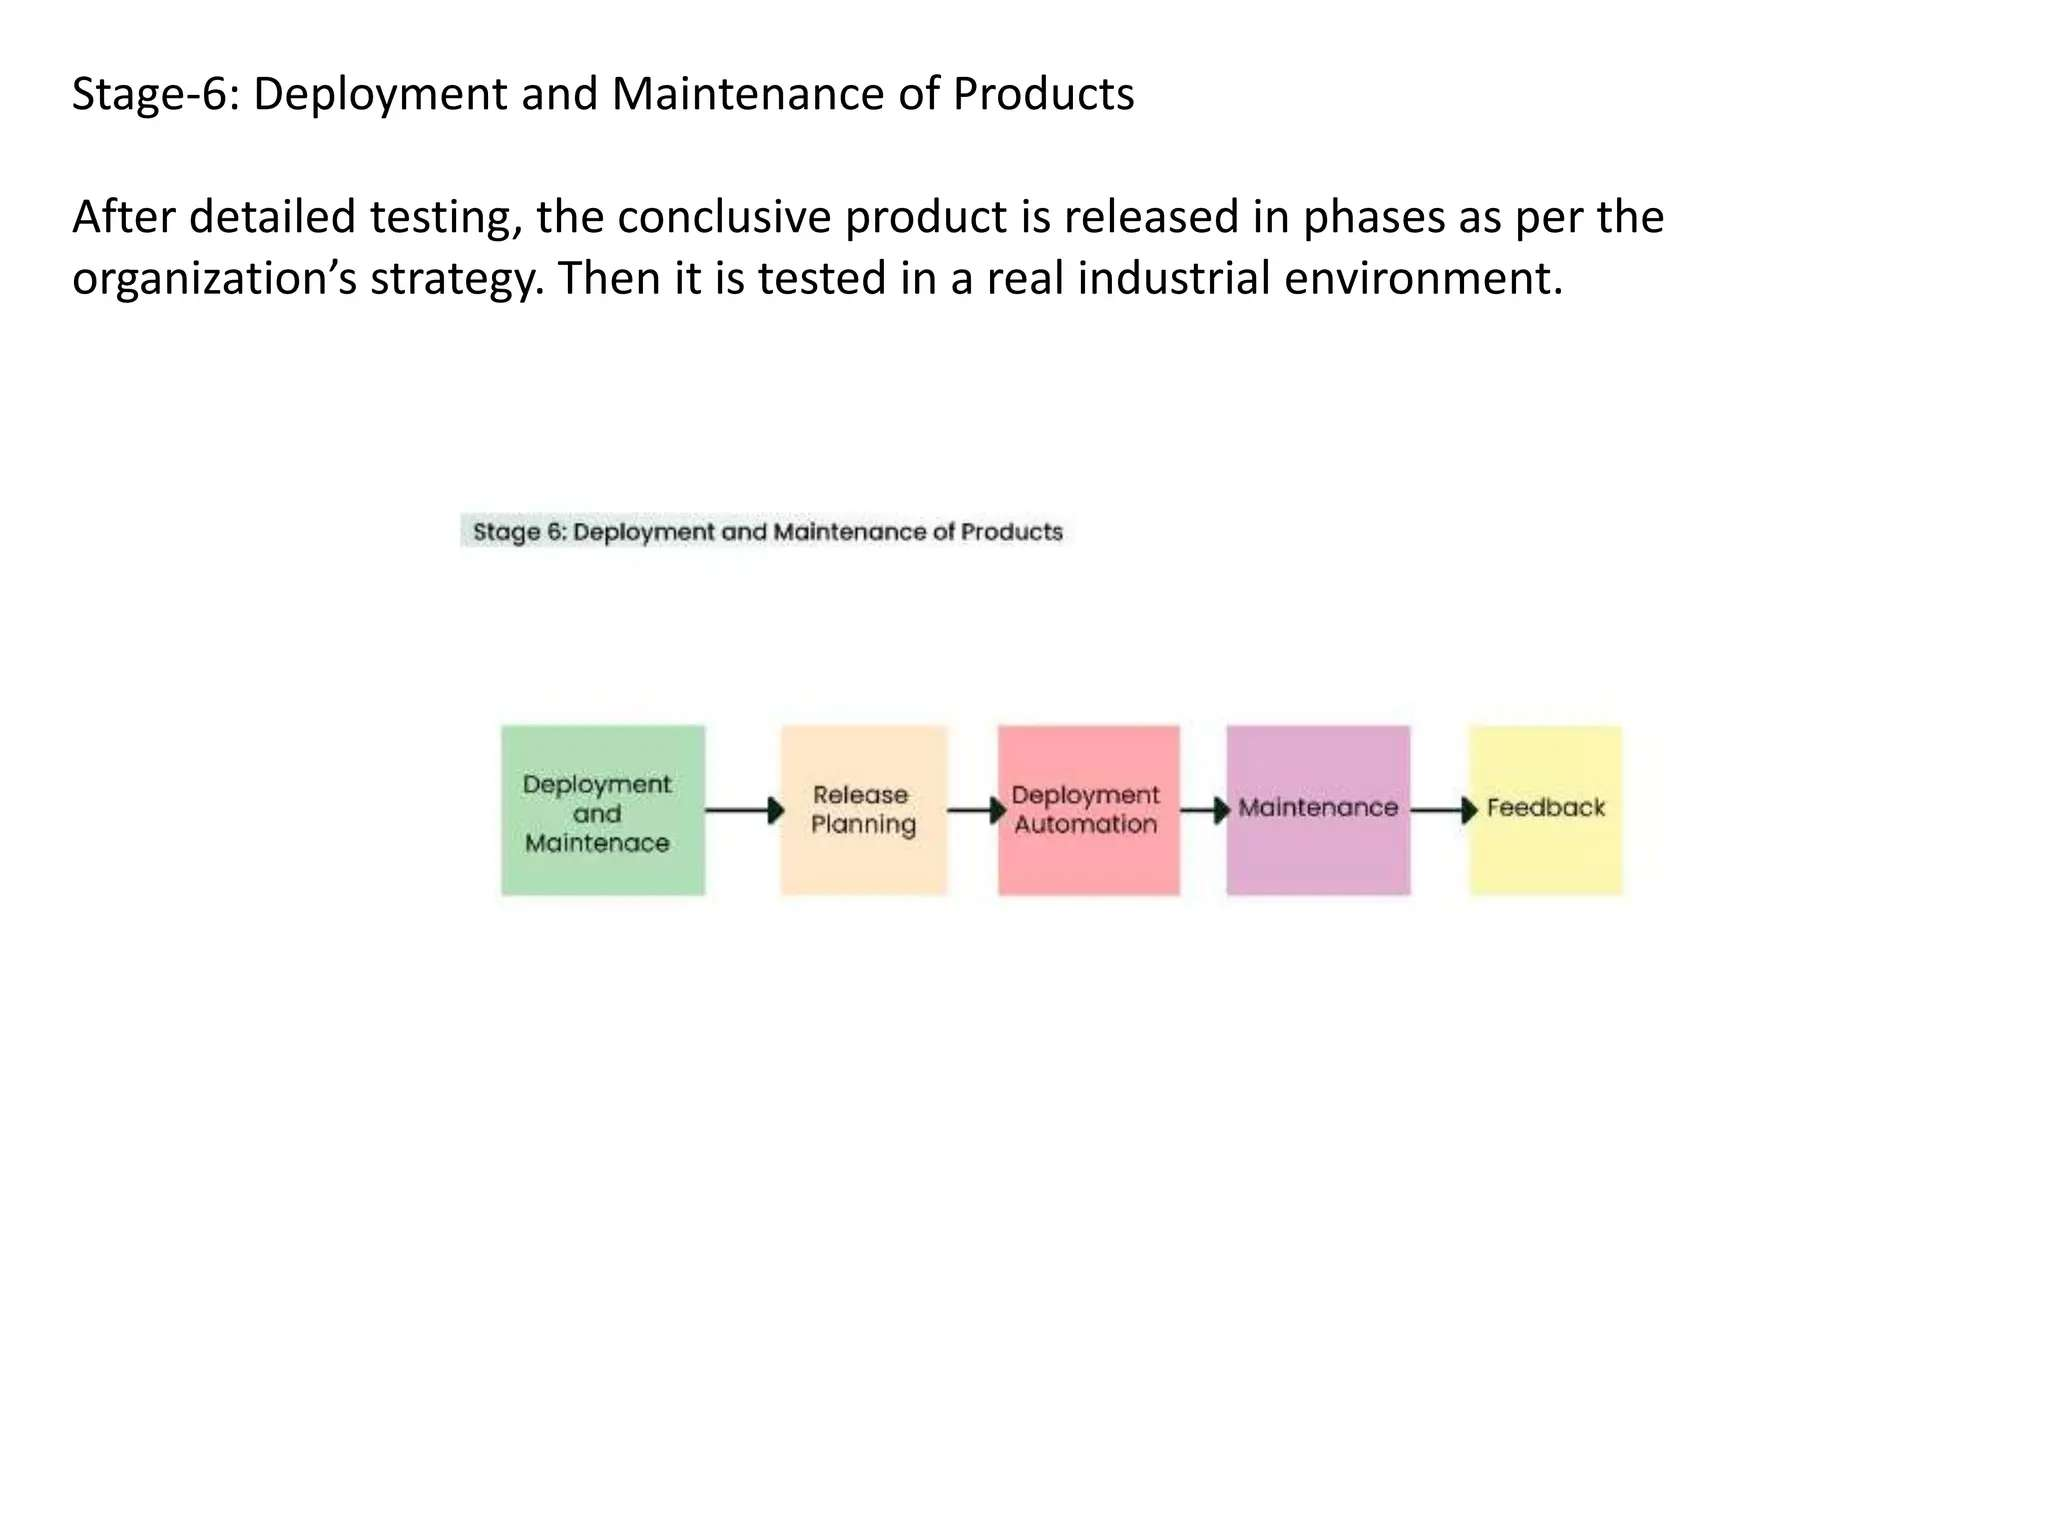 Stage-6: Deployment and Maintenance of Products
After detailed testing, the conclusive product is released in phases as per the
organization’s strategy. Then it is tested in a real industrial environment.
Stage 6: Deployment and Maintenance of Products
Deployment
and
Maintenace
Release
Planning
Deployment
Automation
Maintenance
Feedback